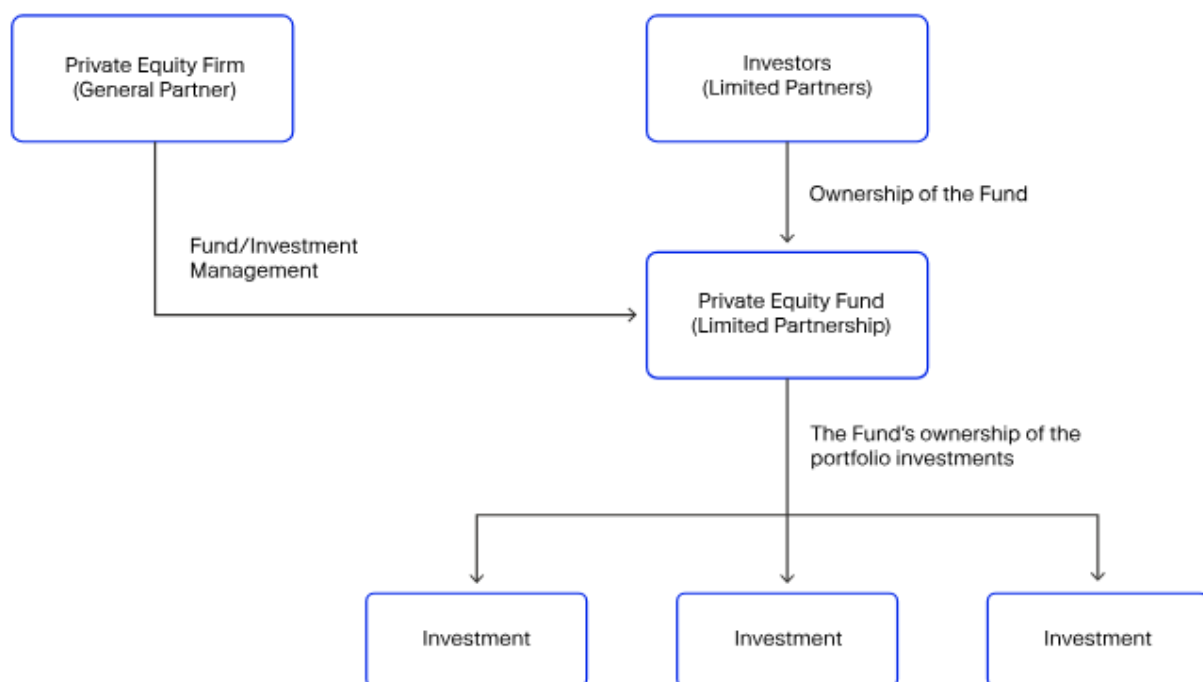 Private Equity Firm
(General Partner)
Investors
(Limited Partners)
Ownership of the Fund
Fund/Investment
Management
Private Equity Fund
(Limited Partnership)
The Fund's ownership of the
portfolio investments
Investment
Investment
Investment